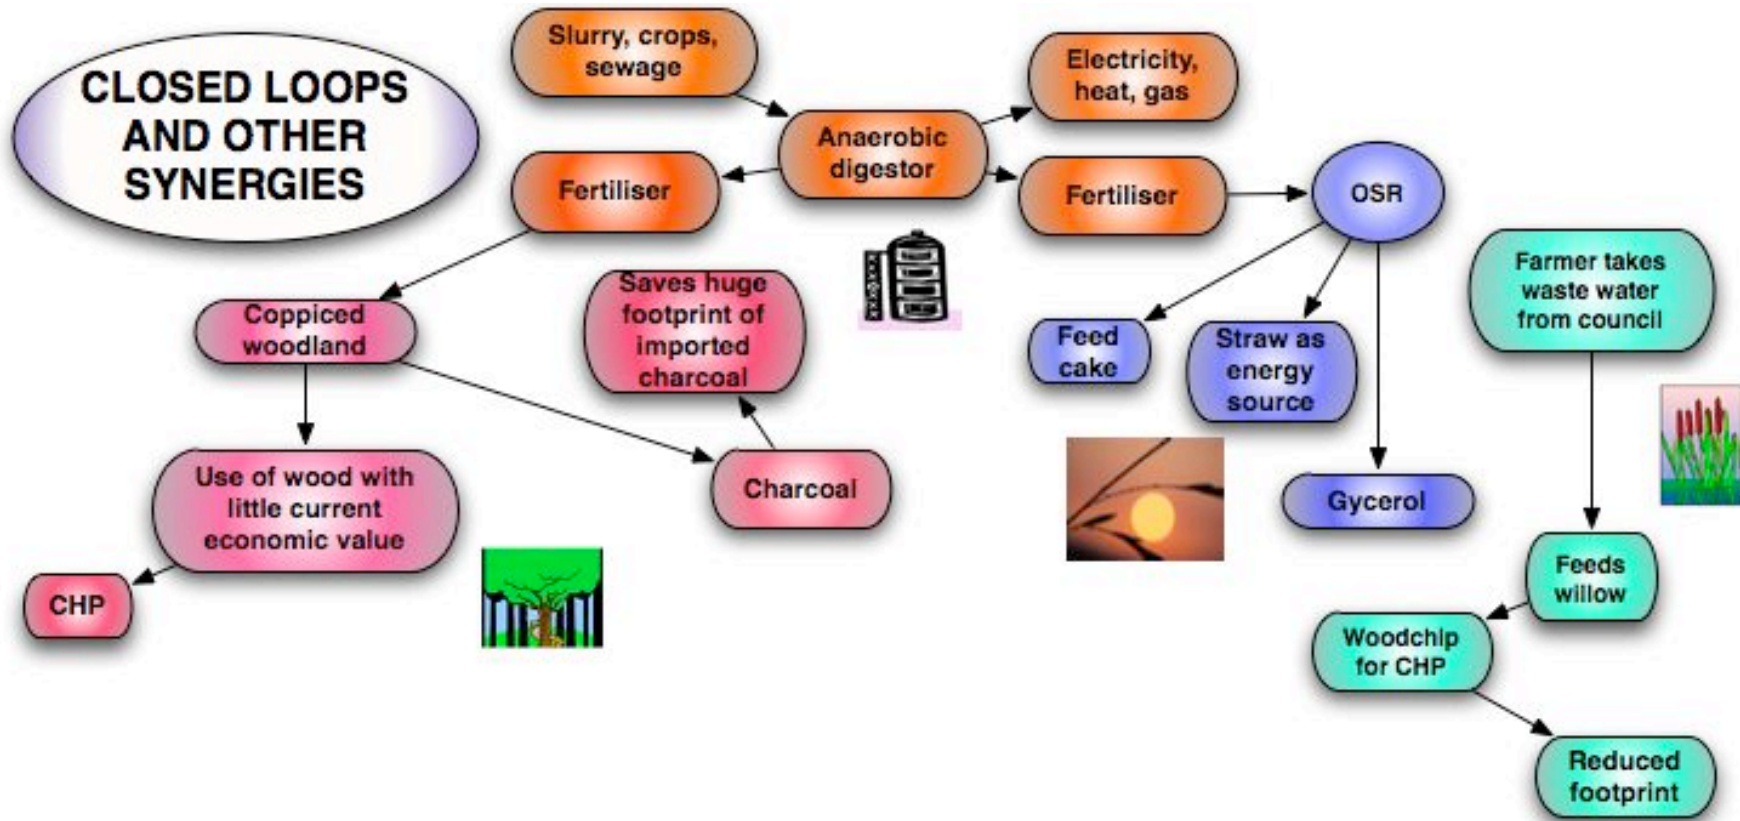 CLOSED LOOPS
AND OTHER
SYNERGIES
Slurry, crops,
sewage
Electricity,
heat, gas
Anaerobic
digestor
Fertiliser
Fertiliser
OSR
Farmer takes
waste water
from council
Coppiced
woodland
Saves huge
footprint of
imported
charcoal
Feed
cake
Straw as
energy
source
Use of wood with
little current
economic value
Charcoal
Gycerol
CHP
Feeds
willow
Woodchip
for CHP
Reduced
footprint